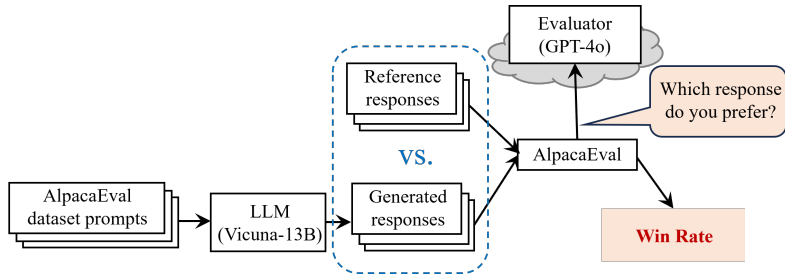 Evaluator
(GPT-4o)
Reference
responses
Which response
do you prefer?
vs.
AlpacaEval
AlpacaEval
dataset prompts
LLM
(Vicuna-13B)
Generated
responses
Win Rate